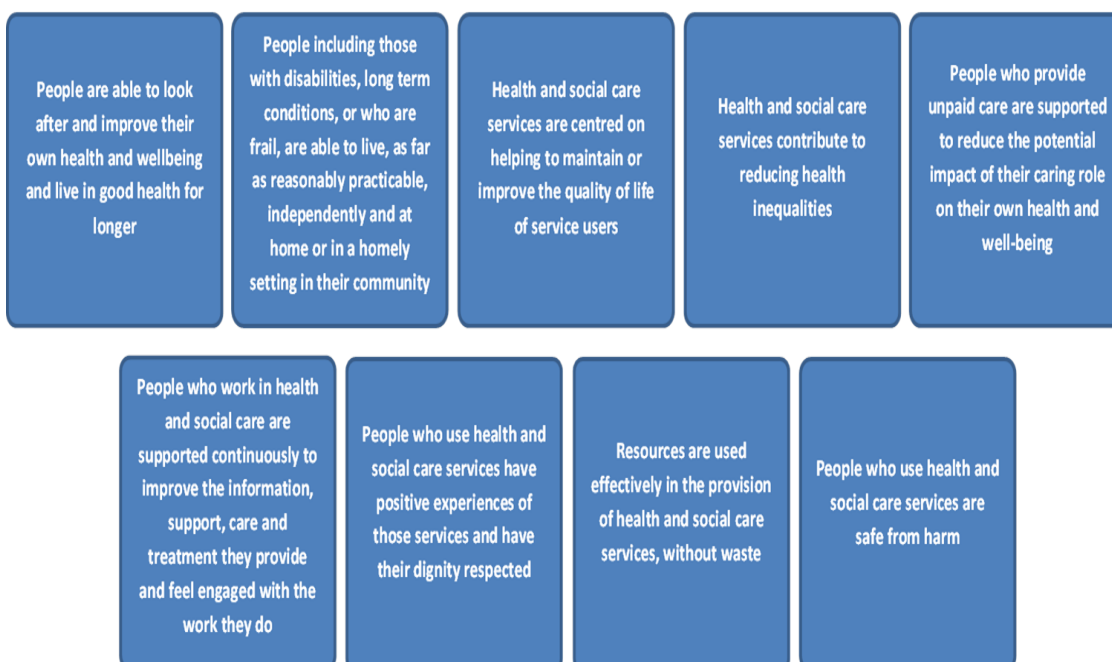 People are able to look
after and improve their
own health and wellbeing
and live in good health for
longer
People including those
with disabilities, long term
conditions, or who are
frail, are able to live, as far
as reasonably practicable,
independently and at
home or in a homely
setting in their community
Health and social care
services are centred on
helping to maintain or
improve the quality of life
of service users
Health and social care
services contribute to
reducing health
inequalities
People who provide
unpaid care are supported
to reduce the potential
impact of their caring role
on their own health and
well-being
People who work in health
and social care are
supported continuously to
improve the information,
support, care and
treatment they provide
and feel engaged with the
work they do
People who use health and
social care services have
positive experiences of
those services and have
their dignity respected
Resources are used
effectively in the provision
of health and social care
services, without waste
People who use health and
social care services are
safe from harm